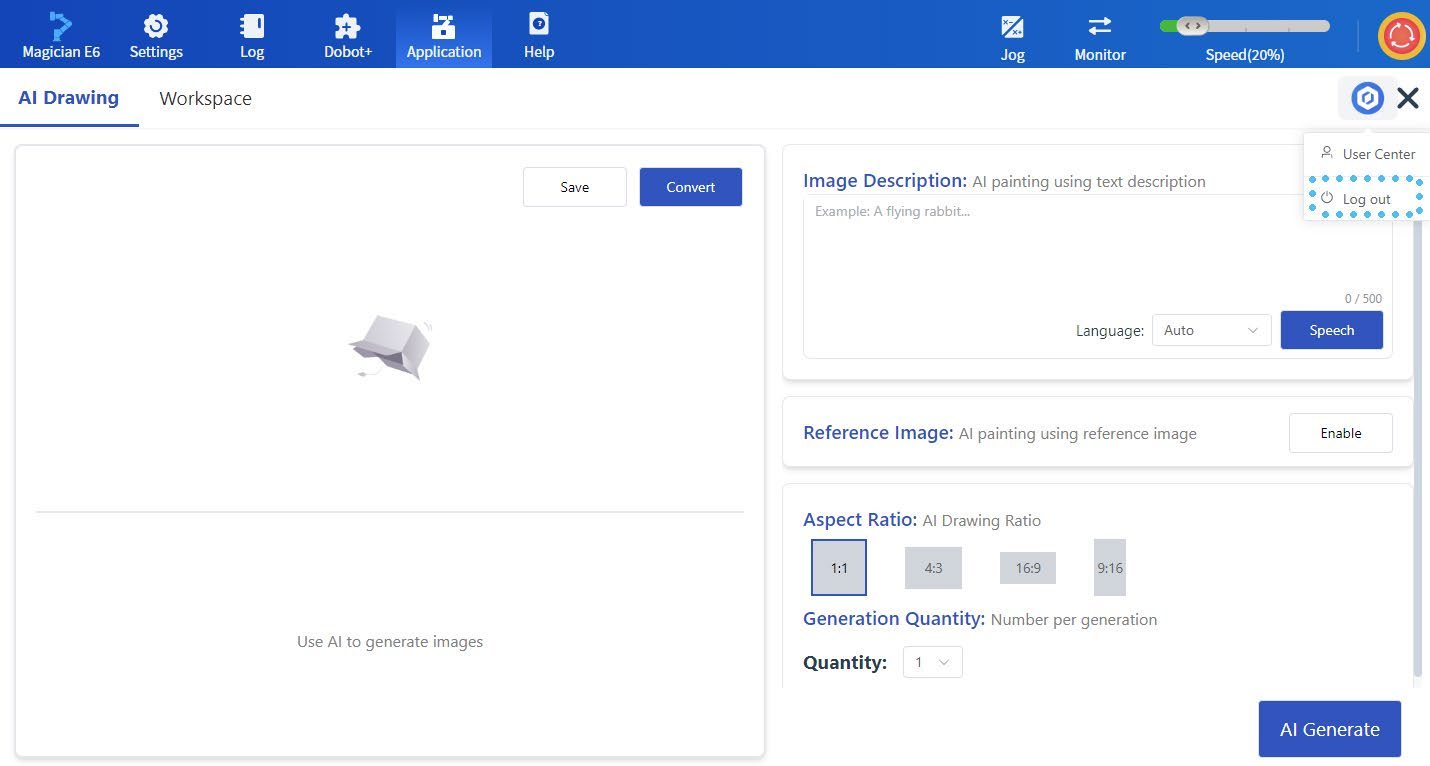 Magician E6
Settings
Log
Dobot+
Application
Help
Jog
Monitor
Speed(20%)
AI Drawing
Workspace
User Center
Log out
Save
Convert
Use AI to generate images
Image Description: AI painting using text description
Example: A flying rabbit...
0 / 500
Language: Auto
Speech
Reference Image: AI painting using reference image
Enable
Aspect Ratio: AI Drawing Ratio
1:1 4:3 16:9 9:16
Generation Quantity: Number per generation
Quantity: 1
AI Generate